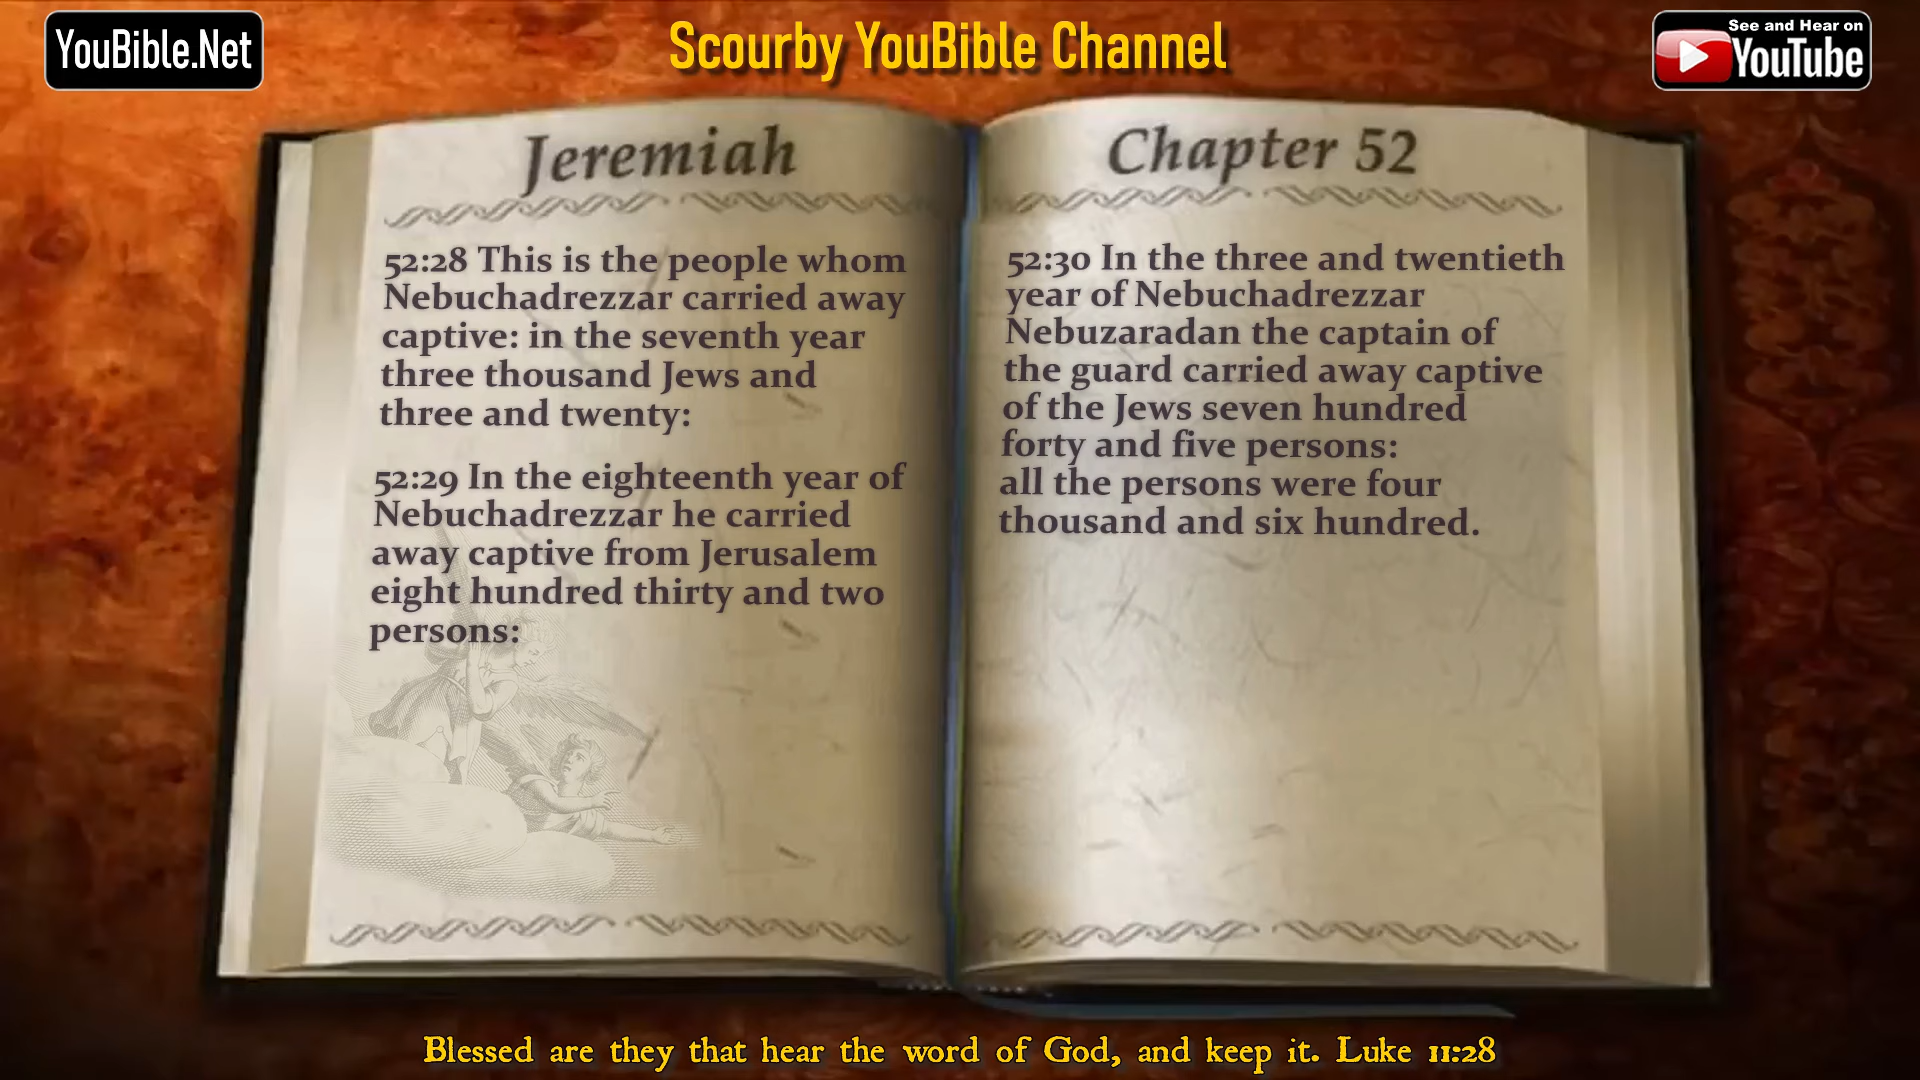 YouBible.Net
Scourby YouBible Channel
See and Hear on
YouTube
Jeremiah
52:28 This is the people whom
Nebuchadrezzar carried away
captive: in the seventh year
three thousand Jews and
three and twenty:
52:29 In the eighteenth year of
Nebuchadrezzar he carried
away captive from Jerusalem
eight hundred thirty and two
persons:
Chapter 52
52:30 In the three and twentieth
year of Nebuchadrezzar
Nebuzaradan the captain of
the guard carried away captive
of the Jews seven hundred
forty and five persons:
all the persons were four
thousand and six hundred.
Blessed are they that hear the word of God, and keep it. Luke 11:28